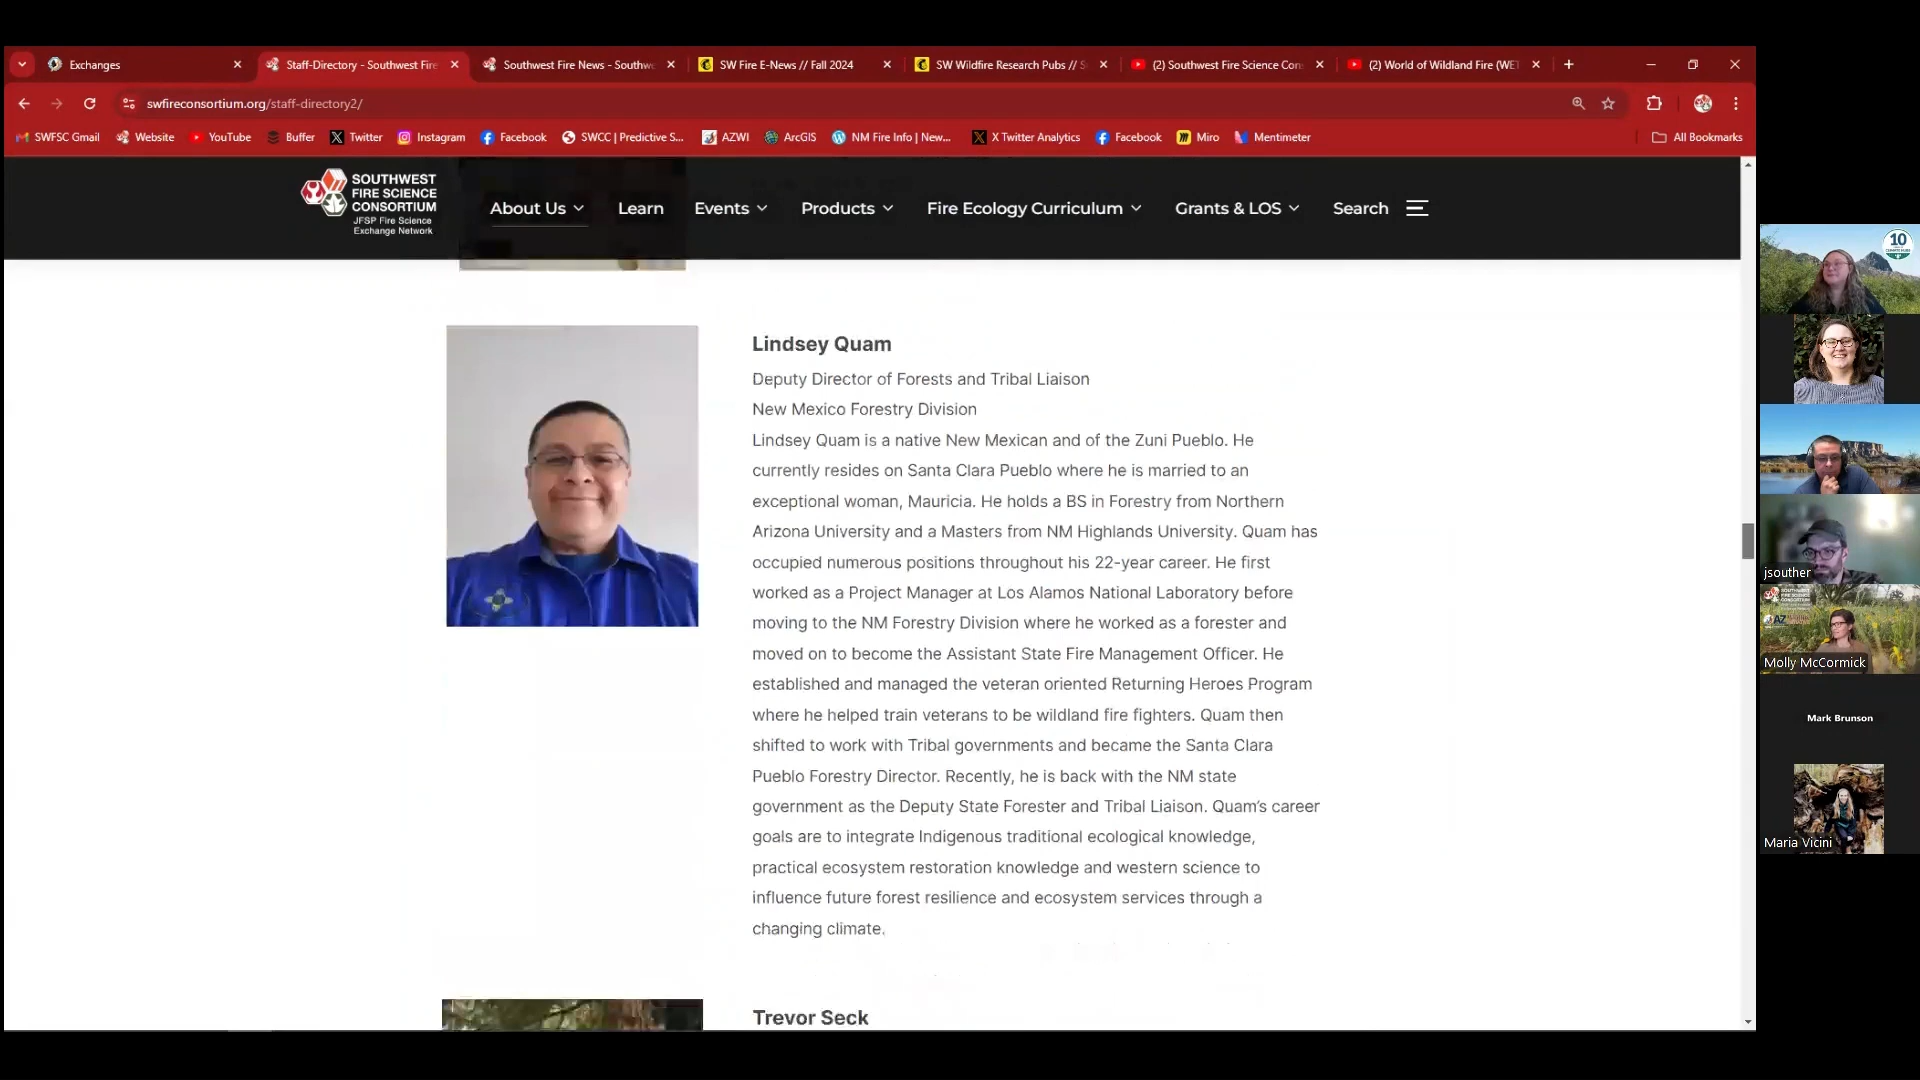 Exchanges
Staff-Directory - Southwest Fire
Southwest Fire News - Southw
SW Fire E-News // Fall 2024
SW Wildfire Research Pubs // S
(2) Southwest Fire Science Con
(2) World of Wildland Fire (WE
swfireconsortium.org/staff-directory2/
SWFSC Gmail
Website
YouTube
Buffer
Twitter
Instagram
Facebook
SWCC | Predictive S...
AZWI
ArcGIS
NM Fire Info | New...
X Twitter Analytics
Facebook
Miro
Mentimeter
All Bookmarks
SOUTHWEST
FIRE SCIENCE
CONSORTIUM
JFSP Fire Science
Exchange Network
About Us
Learn
Events
Products
Fire Ecology Curriculum
Grants & LOS
Search
Lindsey Quam
Deputy Director of Forests and Tribal Liaison
New Mexico Forestry Division
Lindsey Quam is a native New Mexican and of the Zuni Pueblo. He
currently resides on Santa Clara Pueblo where he is married to an
exceptional woman, Mauricia. He holds a BS in Forestry from Northern
Arizona University and a Masters from NM Highlands University. Quam has
occupied numerous positions throughout his 22-year career. He first
worked as a Project Manager at Los Alamos National Laboratory before
moving to the NM Forestry Division where he worked as a forester and
moved on to become the Assistant State Fire Management Officer. He
established and managed the veteran oriented Returning Heroes Program
where he helped train veterans to be wildland fire fighters. Quam then
shifted to work with Tribal governments and became the Santa Clara
Pueblo Forestry Director. Recently, he is back with the NM state
government as the Deputy State Forester and Tribal Liaison. Quam's career
goals are to integrate Indigenous traditional ecological knowledge,
practical ecosystem restoration knowledge and western science to
influence future forest resilience and ecosystem services through a
changing climate.
Trevor Seck
10
jsouther
SOUTHWEST
FIRE SCIENCE
CONSORTIUM
AZ
Molly McCormick
Mark Brunson
Maria Vicini